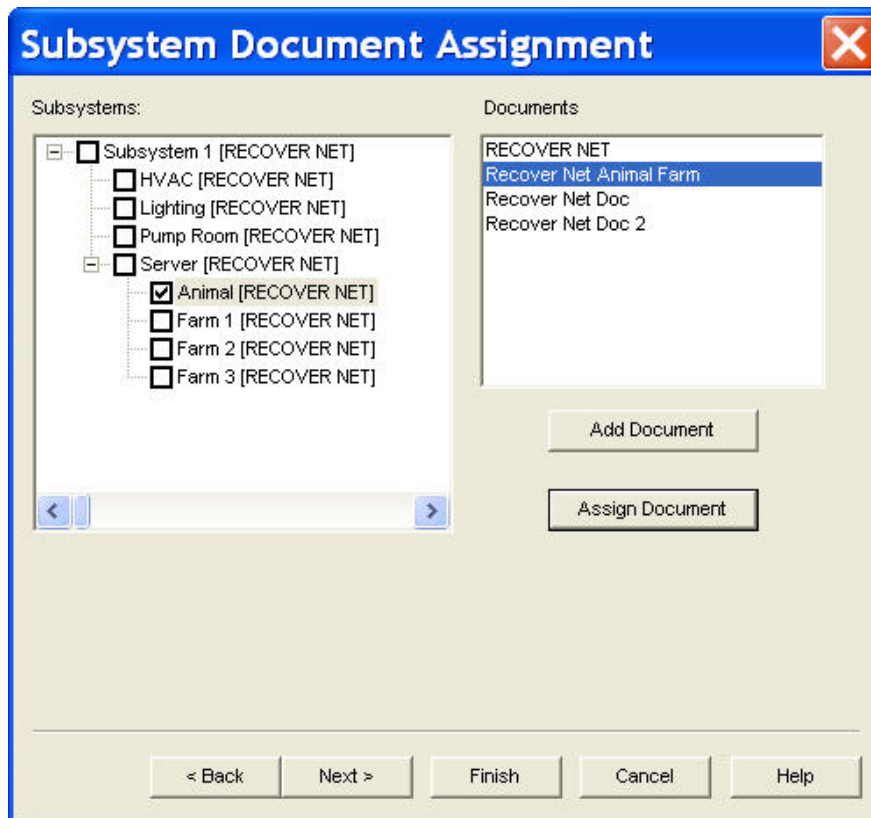 Subsystem Document Assignment
Subsystems:
Subsystem 1 [RECOVER NET]
HVAC [RECOVER NET]
Lighting [RECOVER NET]
Pump Room [RECOVER NET]
Server [RECOVER NET]
Animal [RECOVER NET]
Farm 1 [RECOVER NET]
Farm 2 [RECOVER NET]
Farm 3 [RECOVER NET]
Documents
RECOVER NET
Recover Net Animal Farm
Recover Net Doc
Recover Net Doc 2
Add Document
Assign Document
< Back Next > Finish Cancel Help